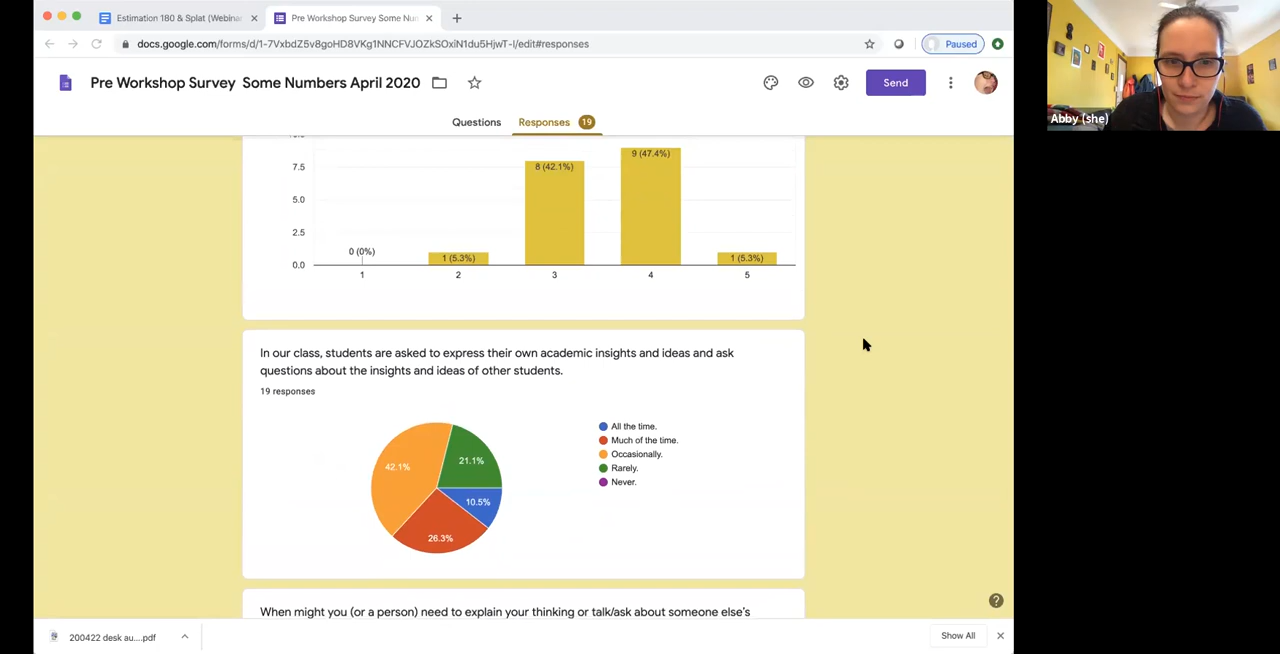 Estimation 180 & Splat (Webina
Pre Workshop Survey Some Num
docs.google.com/forms/d/1-7VxbdZ5v8goHD8VKg1NNCFVJOZkSOxiN1du5HjwT-I/edit#responses
Paused
Pre Workshop Survey Some Numbers April 2020
Send
Questions
Responses 19
7.5
5.0
2.5
0.0
0 (0%)
1 (5.3%)
8 (42.1%)
9 (47.4%)
1 (5.3%)
1 2 3 4 5
In our class, students are asked to express their own academic insights and ideas and ask
questions about the insights and ideas of other students.
19 responses
42.1%
21.1%
10.5%
26.3%
All the time.
Much of the time.
Occasionally.
Rarely.
Never.
When might you (or a person) need to explain your thinking or talk/ask about someone else's
200422 desk au....pdf
Show All
Abby (she)